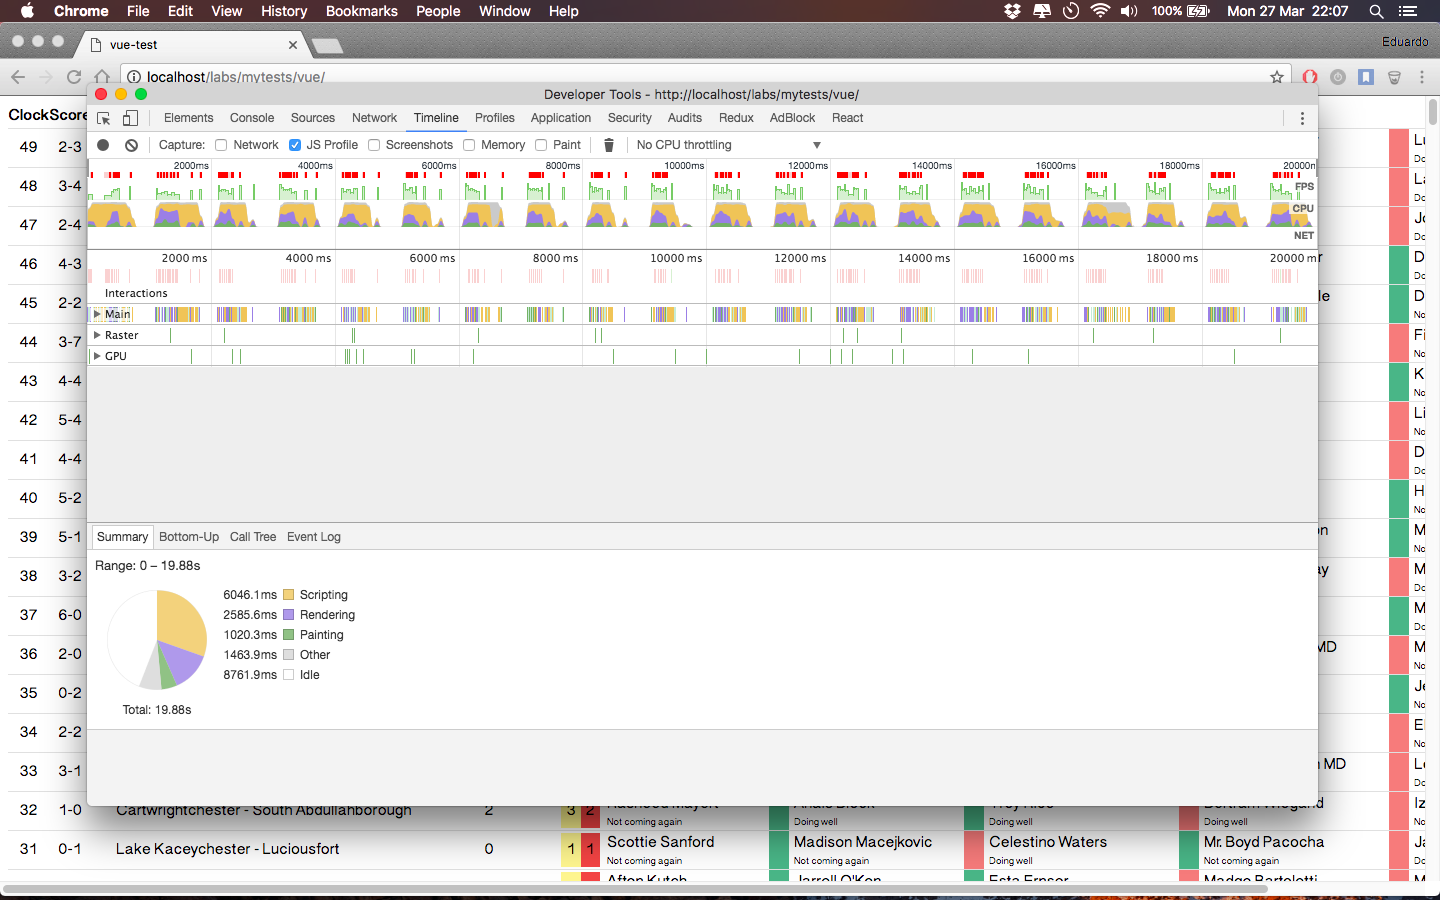 Chrome File Edit View History Bookmarks People Window Help 100% Mon 27 Mar 22:07
vue-test Eduardo
localhost/labs/mytests/vue/
Developer Tools - http://localhost/labs/mytests/vue/
Elements Console Sources Network Timeline Profiles Application Security Audits Redux AdBlock React
Capture: Network JS Profile Screenshots Memory Paint No CPU throttling
2000ms 4000ms 6000ms 8000ms 10000ms 12000ms 14000ms 16000ms 18000ms
FPS
CPU
NET
2000 ms 4000 ms 6000 ms 8000 ms 10000 ms 12000 ms 14000 ms 16000 ms 18000 ms
Interactions
Main
Raster
GPU
Summary Bottom-Up Call Tree Event Log
Range: 0 – 19.88s
6046.1ms Scripting
2585.6ms Rendering
1020.3ms Painting
1463.9ms Other
8761.9ms Idle
Total: 19.88s
Clock Score
49 2-3
48 3-4
47 2-4
46 4-3
45 2-2
44 3-7
43 4-4
42 5-4
41 4-4
40 5-2
39 5-1
38 3-2
37 6-0
36 2-0 MD
35 0-2
34 2-2
33 3-1 MD
32 1-0 Cartwrightchester - South Abdullahborough 2 3 2
Not coming again Doing well Doing well Doing well
31 0-1 Lake Kaceychester - Luciousfort 0 1 1 Scottie Sanford Madison Macejkovic Celestino Waters Mr. Boyd Pacocha
Not coming again Not coming again Doing well Not coming again